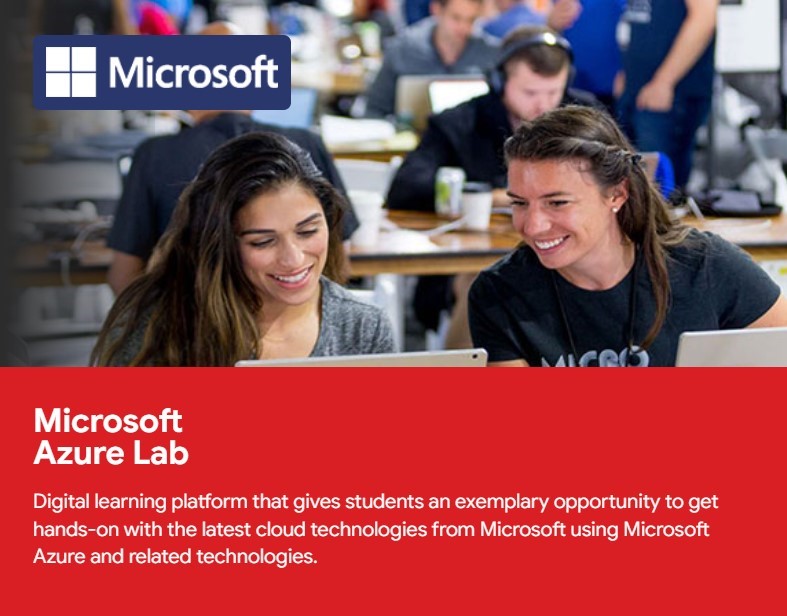 Microsoft
MICRO
Microsoft
Azure Lab
Digital learning platform that gives students an exemplary opportunity to get
hands-on with the latest cloud technologies from Microsoft using Microsoft
Azure and related technologies.